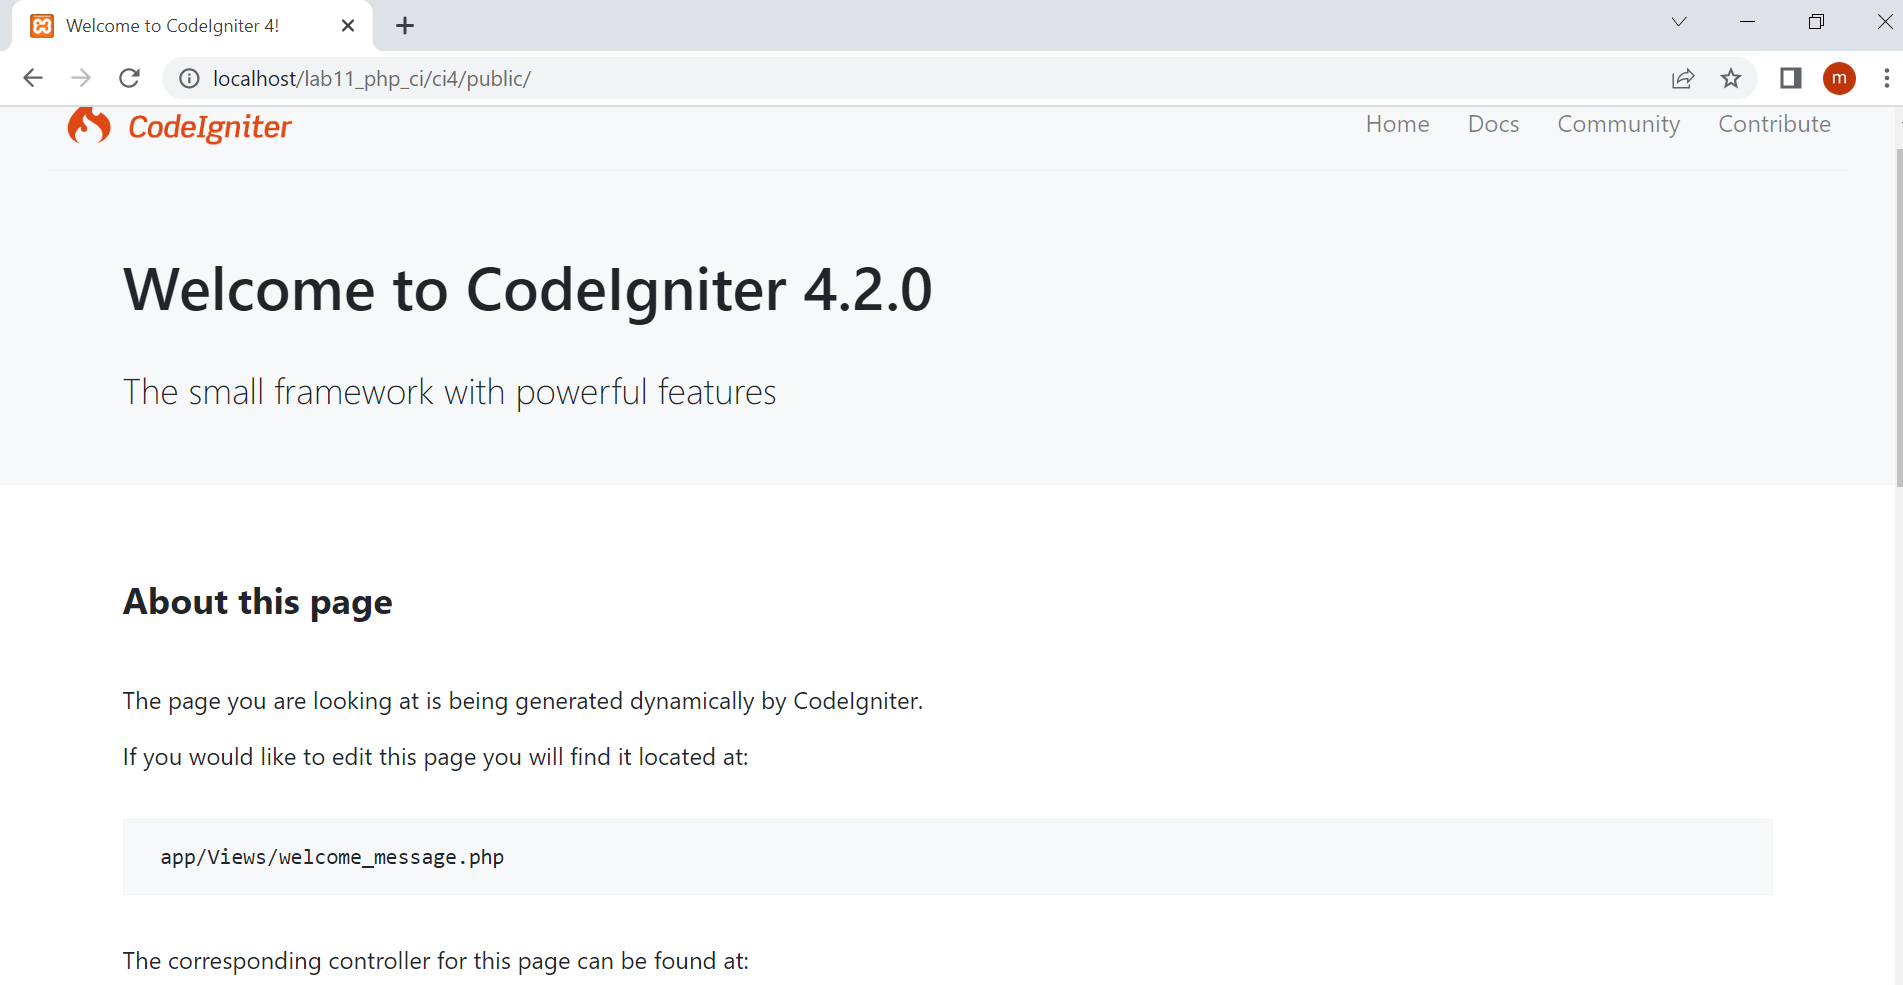 Welcome to CodeIgniter 4!
localhost/lab11_php_ci/ci4/public/
m
CodeIgniter
Home Docs Community Contribute
Welcome to CodeIgniter 4.2.0
The small framework with powerful features
About this page
The page you are looking at is being generated dynamically by CodeIgniter.
If you would like to edit this page you will find it located at:
app/Views/welcome_message.php
The corresponding controller for this page can be found at: